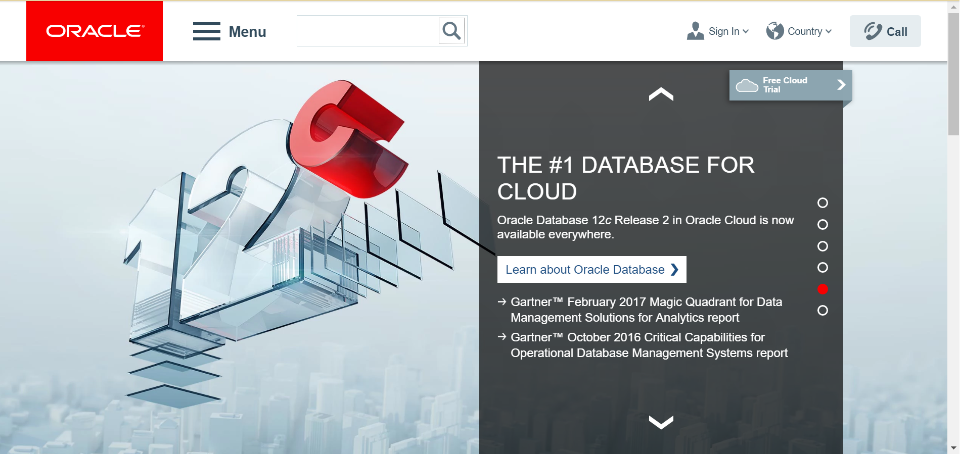 ORACLE®
Menu
Sign In
Country
Call
Free Cloud
Trial
12c
THE #1 DATABASE FOR
CLOUD
Oracle Database 12c Release 2 in Oracle Cloud is now
available everywhere.
Learn about Oracle Database
Gartner™ February 2017 Magic Quadrant for Data
Management Solutions for Analytics report
Gartner™ October 2016 Critical Capabilities for
Operational Database Management Systems report